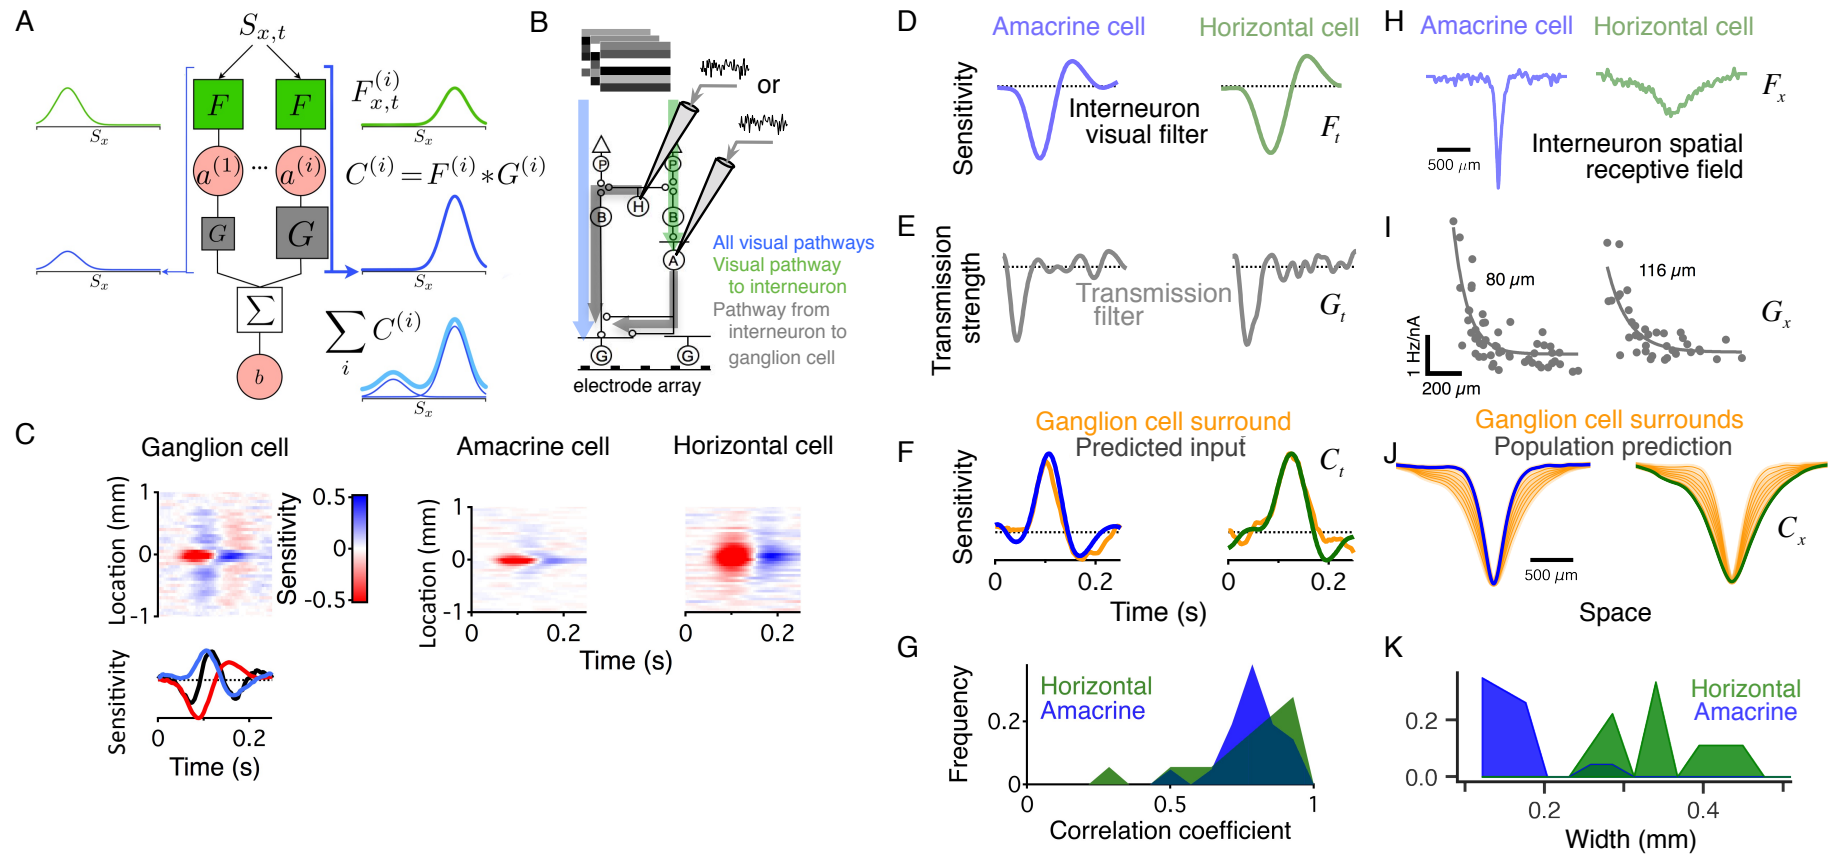 A
S_{x,t}
F
F
F_{x,t}^{(i)}
S_x
S_x
a^{(1)}
...
a^{(i)}
C^{(i)} = F^{(i)} * G^{(i)}
G
G
S_x
S_x
∑
∑_i C^{(i)}
b
S_x
B
or
P
P
H
B
B
A
G
G
All visual pathways
Visual pathway
to interneuron
Pathway from
interneuron to
ganglion cell
electrode array
C
Ganglion cell
Location (mm)
1
0
-1
Sensitivity
0.5
0
-0.5
Sensitivity
0
0.2
Time (s)
Amacrine cell
Horizontal cell
Location (mm)
1
0
-1
0
0.2
0
0.2
Time (s)
D
Amacrine cell
Horizontal cell
Sensitivity
Interneuron
visual filter
F_t
E
Transmission
strength
Transmission
filter
G_t
F
Ganglion cell surround
Predicted input
C_t
Sensitivity
0
0.2
0
0.2
Time (s)
G
Frequency
Horizontal
Amacrine
0.2
0
0
0.5
1
Correlation coefficient
H
Amacrine cell
Horizontal cell
F_x
500 μm
Interneuron spatial
receptive field
I
80 μm
116 μm
G_x
1 Hz/nA
200 μm
J
Ganglion cell surrounds
Population prediction
C_x
500 μm
Space
K
Horizontal
Amacrine
0.2
0.0
0.2
0.4
Width (mm)